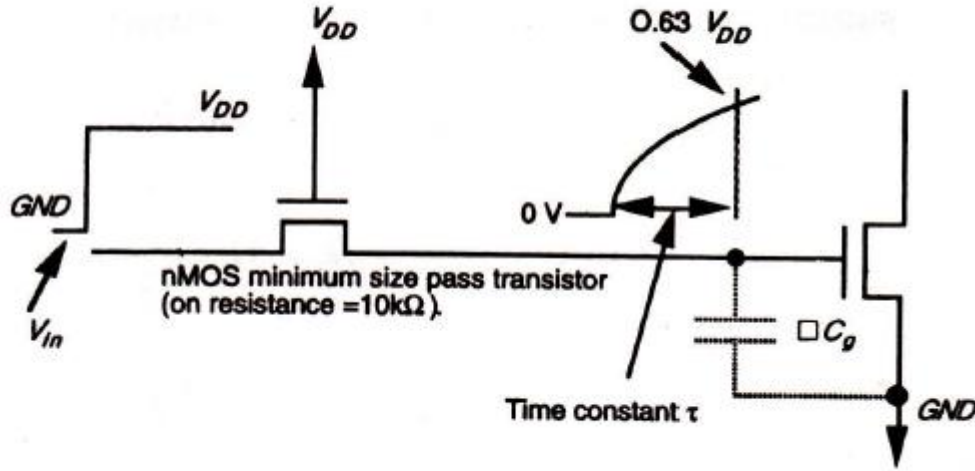 V_DD
0.63 V_DD
V_DD
GND
0 V
nMOS minimum size pass transistor
(on resistance =10kΩ).
V_in
□ C_g
Time constant τ
GND